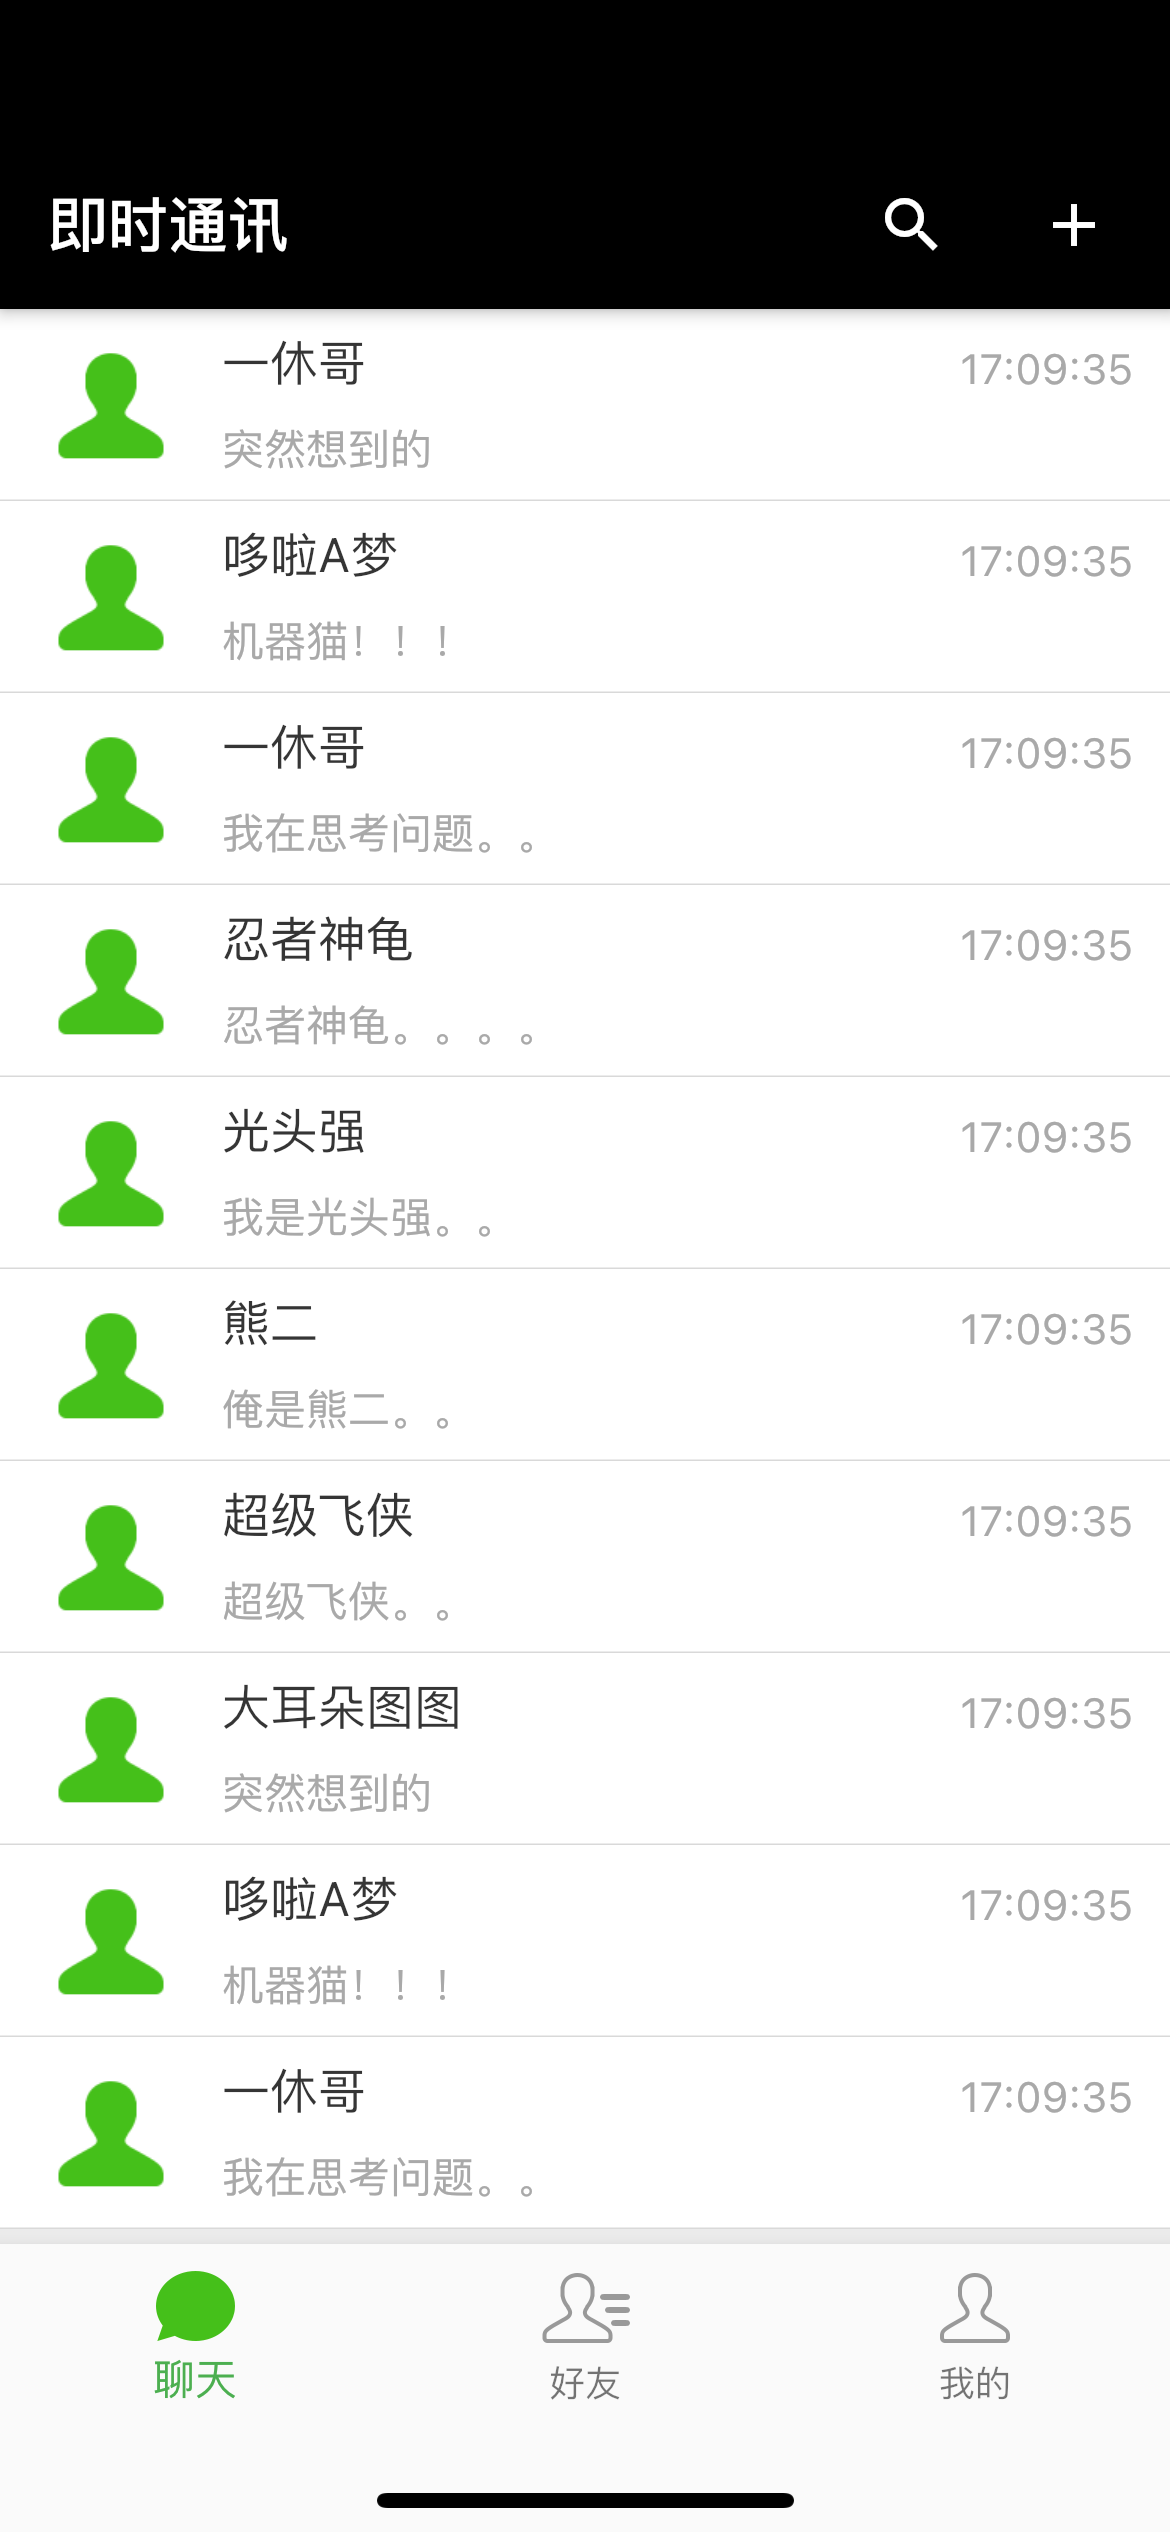 即时通讯
一休哥 17:09:35
突然想到的
哆啦A梦 17:09:35
机器猫！！！
一休哥 17:09:35
我在思考问题。。
忍者神龟 17:09:35
忍者神龟。。。。
光头强 17:09:35
我是光头强。。
熊二 17:09:35
俺是熊二。。
超级飞侠 17:09:35
超级飞侠。。
大耳朵图图 17:09:35
突然想到的
哆啦A梦 17:09:35
机器猫！！！
一休哥 17:09:35
我在思考问题。。
聊天 好友 我的